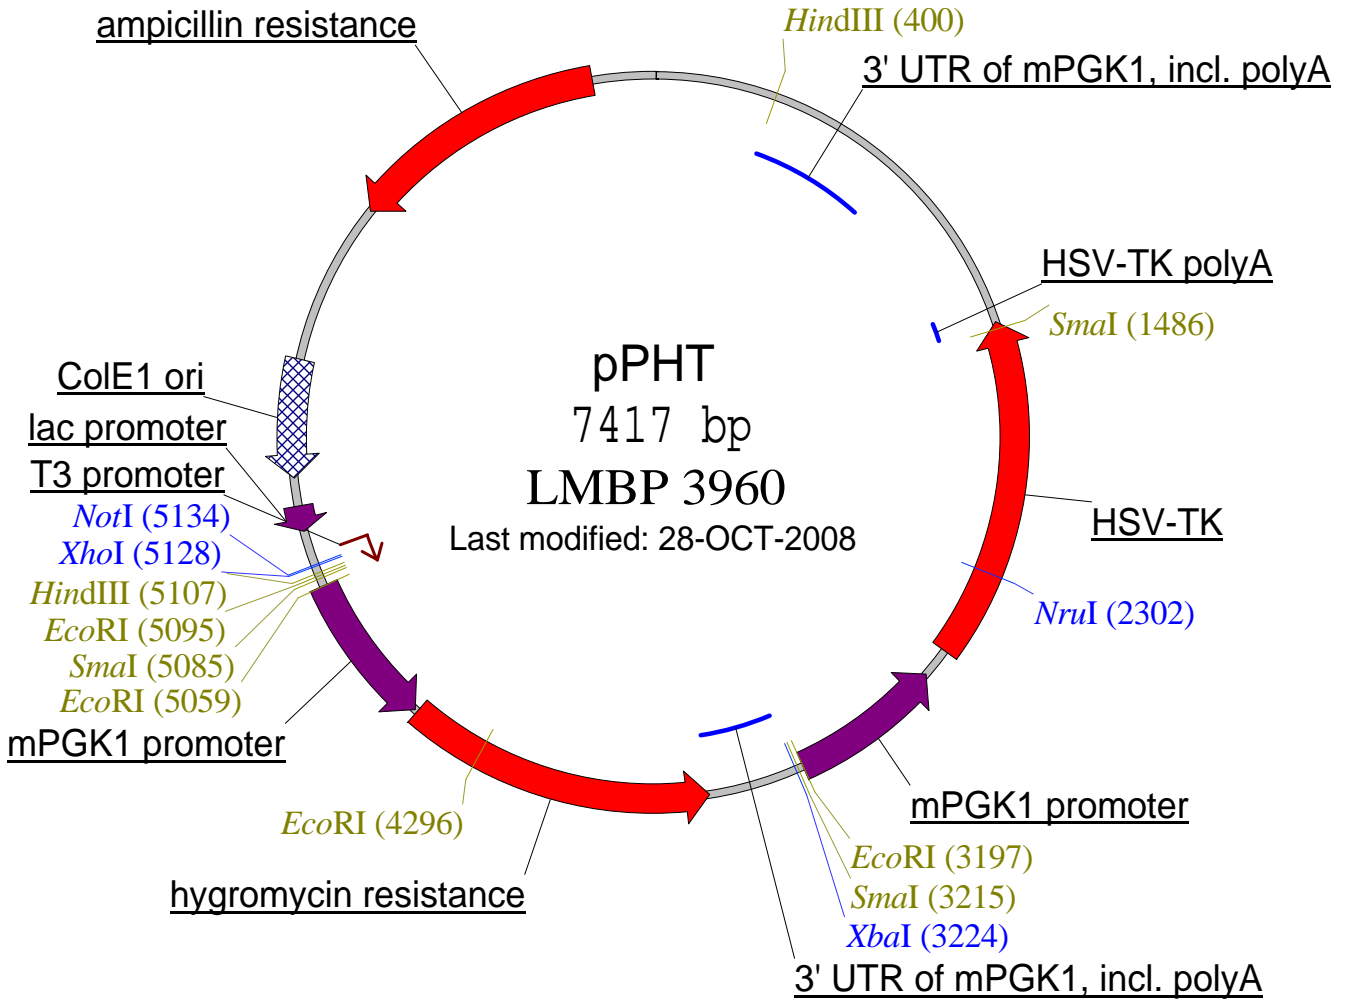 ampicillin resistance
HindIII (400)
3' UTR of mPGK1, incl. polyA
HSV-TK polyA
SmaI (1486)
pPHT
7417 bp
LMBP 3960
Last modified: 28-OCT-2008
ColE1 ori
lac promoter
T3 promoter
NotI (5134)
XhoI (5128)
HindIII (5107)
EcoRI (5095)
SmaI (5085)
EcoRI (5059)
mPGK1 promoter
HSV-TK
NruI (2302)
mPGK1 promoter
EcoRI (4296)
EcoRI (3197)
SmaI (3215)
XbaI (3224)
hygromycin resistance
3' UTR of mPGK1, incl. polyA